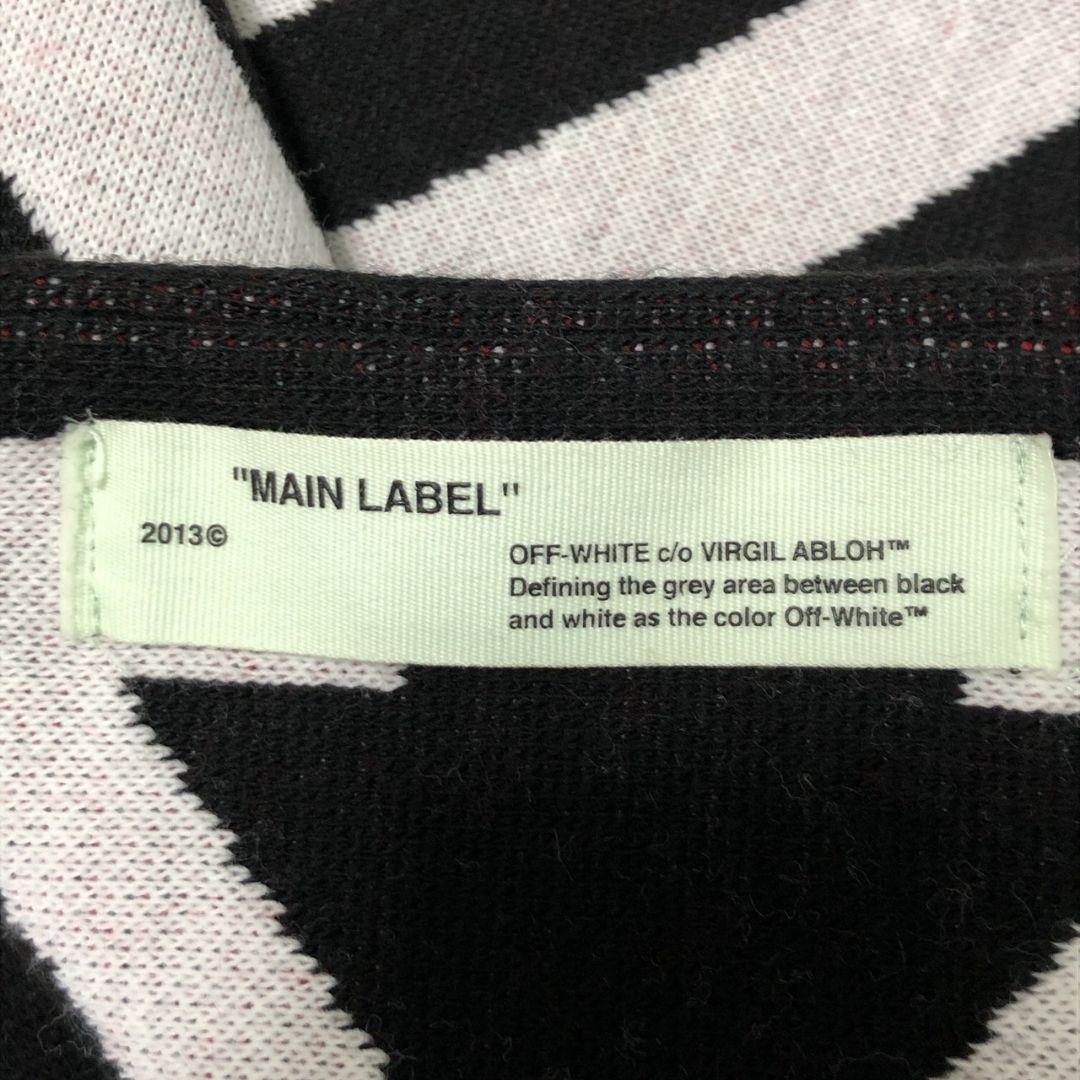 "MAIN LABEL"
2013©
OFF-WHITE c/o VIRGIL ABLOH™
Defining the grey area between black
and white as the color Off-White™